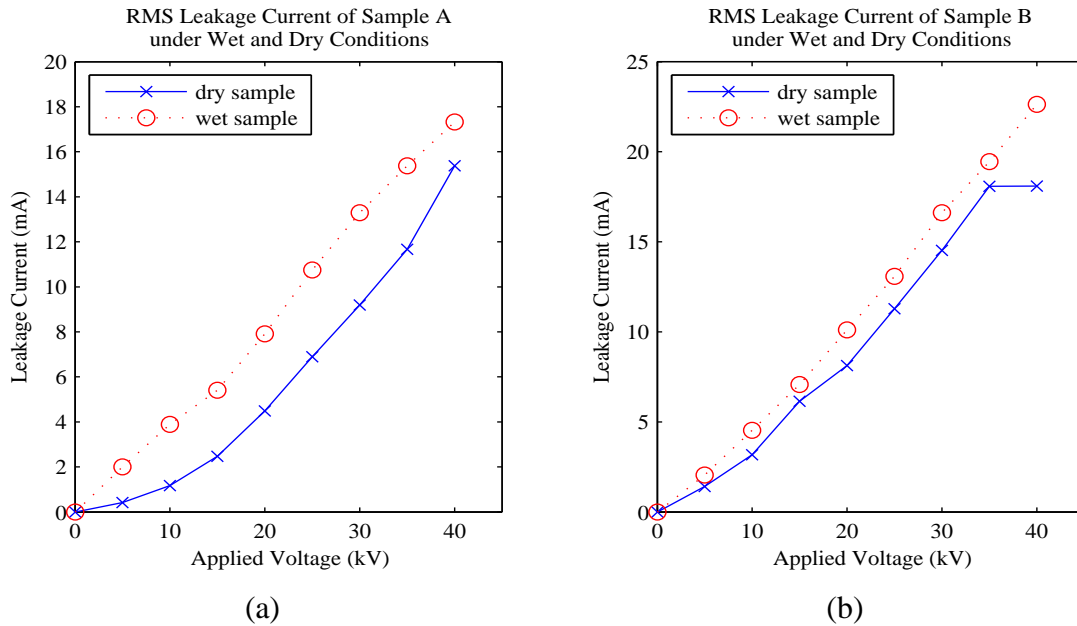 RMS Leakage Current of Sample A
under Wet and Dry Conditions
20
18
16
14
12
10
8
6
4
2
0
dry sample
wet sample
Leakage Current (mA)
0 10 20 30 40
Applied Voltage (kV)
(a)
RMS Leakage Current of Sample B
under Wet and Dry Conditions
25
20
15
10
5
0
dry sample
wet sample
Leakage Current (mA)
0 10 20 30 40
Applied Voltage (kV)
(b)